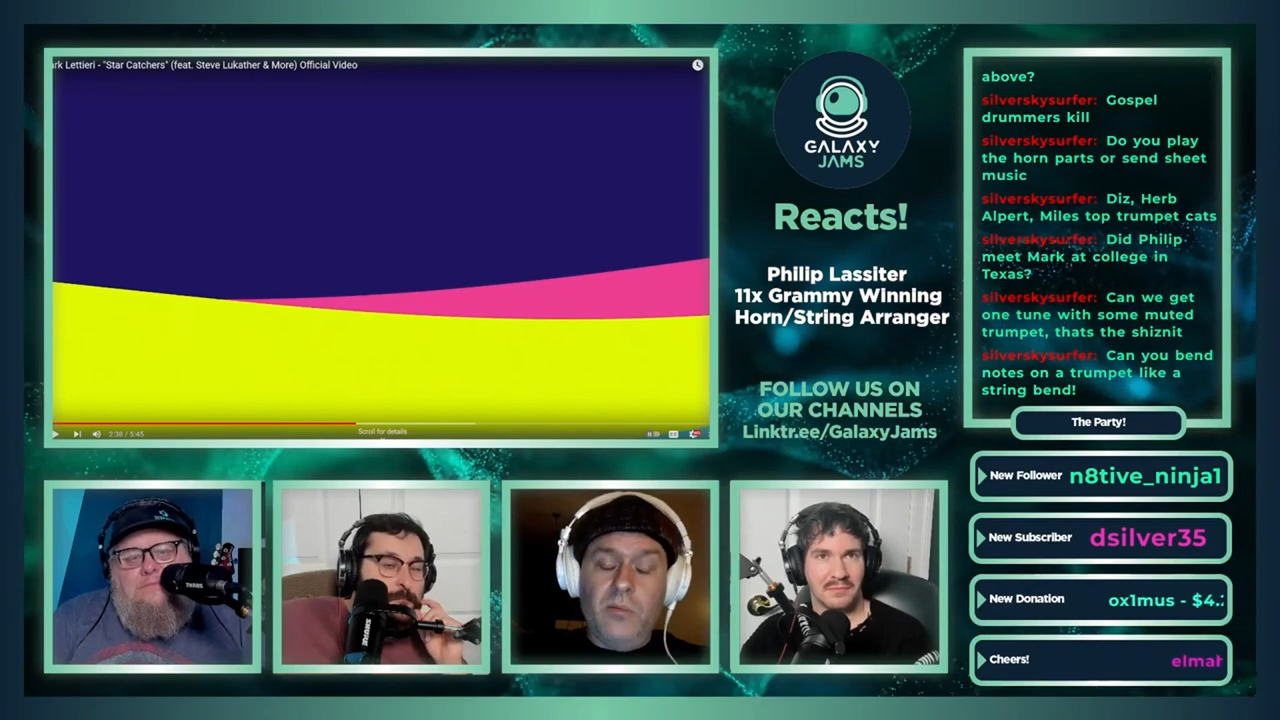 rk Lettieri - "Star Catchers" (feat. Steve Lukather & More) Official Video
2:38 / 5:45
Scroll for details
GALAXY
JAMS
Reacts!
Philip Lassiter
11x Grammy Winning
Horn/String Arranger
FOLLOW US ON
OUR CHANNELS
Linktr.ee/GalaxyJams
above?
silverskysurfer: Gospel
drummers kill
silverskysurfer: Do you play
the horn parts or send sheet
music
silverskysurfer: Diz, Herb
Alpert, Miles top trumpet cats
silverskysurfer: Did Philip
meet Mark at college in
Texas?
silverskysurfer: Can we get
one tune with some muted
trumpet, thats the shiznit
silverskysurfer: Can you bend
notes on a trumpet like a
string bend!
The Party!
New Follower n8tive_ninja1
New Subscriber dsilver35
New Donation ox1mus - $4.
Cheers! elmah
SHURE